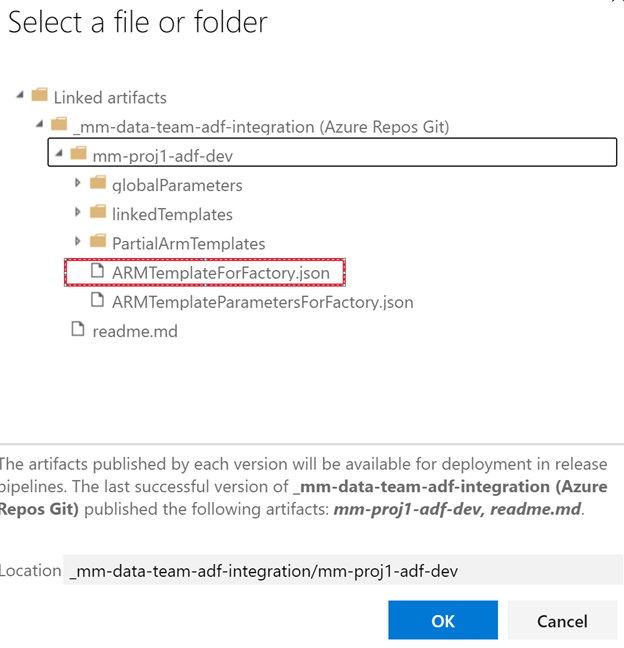 Select a file or folder
Linked artifacts
_mm-data-team-adf-integration (Azure Repos Git)
mm-proj1-adf-dev
globalParameters
linkedTemplates
PartialArmTemplates
ARMTemplateForFactory.json
ARMTemplateParametersForFactory.json
readme.md
The artifacts published by each version will be available for deployment in release
pipelines. The last successful version of _mm-data-team-adf-integration (Azure
Repos Git) published the following artifacts: mm-proj1-adf-dev, readme.md.
Location _mm-data-team-adf-integration/mm-proj1-adf-dev
OK Cancel